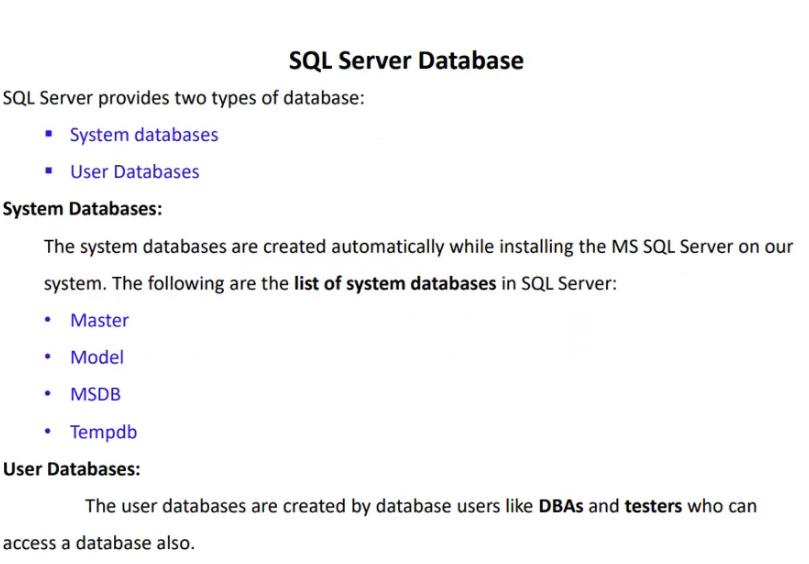 SQL Server Database
SQL Server provides two types of database:
▪ System databases
▪ User Databases
System Databases:
The system databases are created automatically while installing the MS SQL Server on our
system. The following are the list of system databases in SQL Server:
• Master
• Model
• MSDB
• Tempdb
User Databases:
The user databases are created by database users like DBAs and testers who can
access a database also.